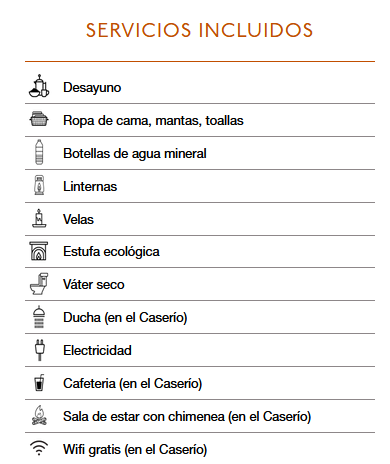 SERVICIOS INCLUIDOS
Desayuno
Ropa de cama, mantas, toallas
Botellas de agua mineral
Linternas
Velas
Estufa ecológica
Váter seco
Ducha (en el Caserío)
Electricidad
Cafeteria (en el Caserío)
Sala de estar con chimenea (en el Caserío)
Wifi gratis (en el Caserío)